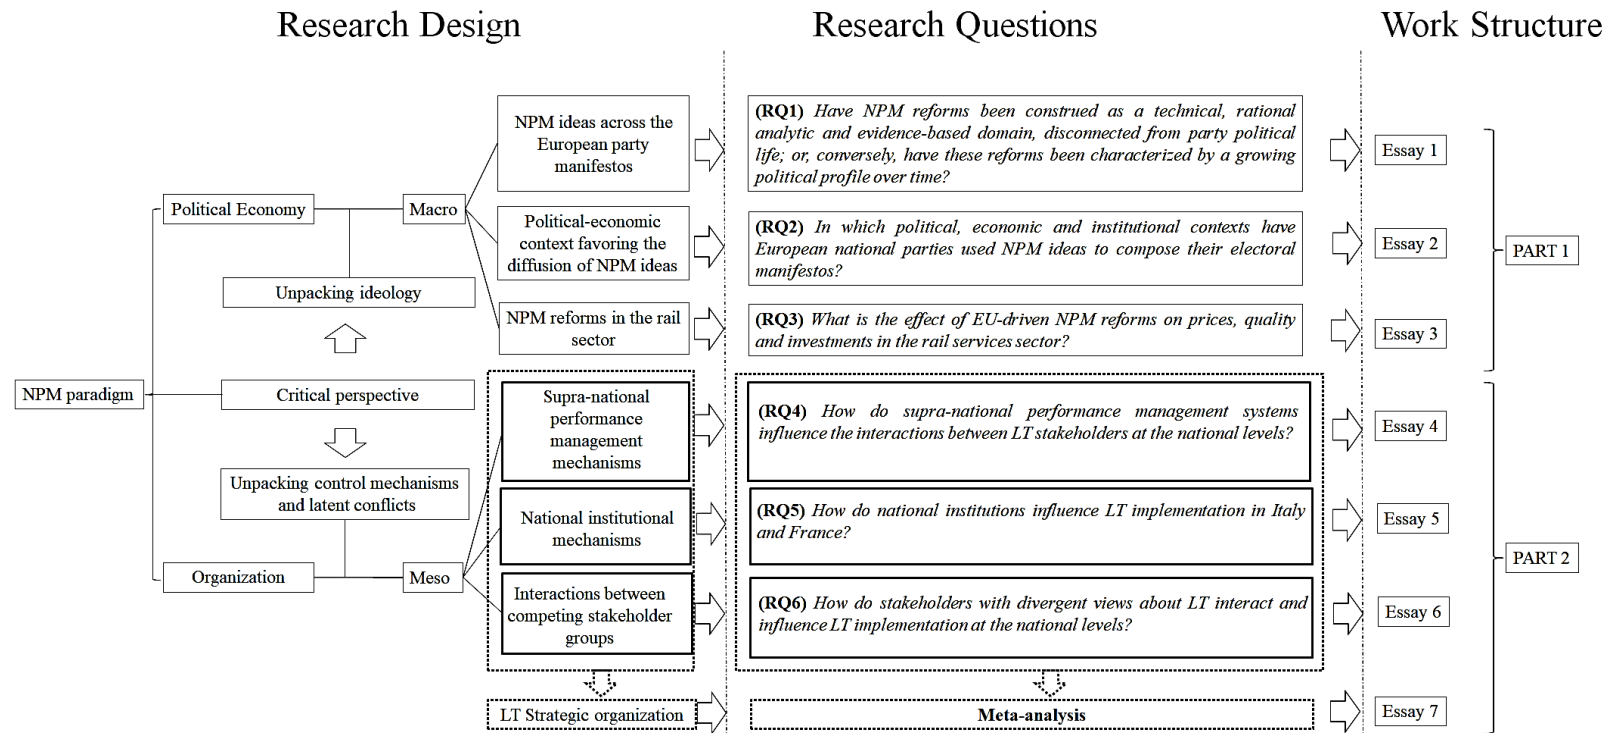 Research Design
Research Questions
Work Structure
NPM paradigm
Political Economy
Macro
Unpacking ideology
Critical perspective
Unpacking control mechanisms
and latent conflicts
Organization
Meso
NPM ideas across the
European party
manifestos
Political-economic
context favoring the
diffusion of NPM ideas
NPM reforms in the rail
sector
Supra-national
performance
management
mechanisms
National institutional
mechanisms
Interactions between
competing stakeholder
groups
LT Strategic organization
(RQ1) Have NPM reforms been construed as a technical, rational
analytic and evidence-based domain, disconnected from party political
life; or, conversely, have these reforms been characterized by a growing
political profile over time?
(RQ2) In which political, economic and institutional contexts have
European national parties used NPM ideas to compose their electoral
manifestos?
(RQ3) What is the effect of EU-driven NPM reforms on prices, quality
and investments in the rail services sector?
(RQ4) How do supra-national performance management systems
influence the interactions between LT stakeholders at the national levels?
(RQ5) How do national institutions influence LT implementation in Italy
and France?
(RQ6) How do stakeholders with divergent views about LT interact and
influence LT implementation at the national levels?
Meta-analysis
Essay 1
Essay 2
Essay 3
Essay 4
Essay 5
Essay 6
Essay 7
PART 1
PART 2